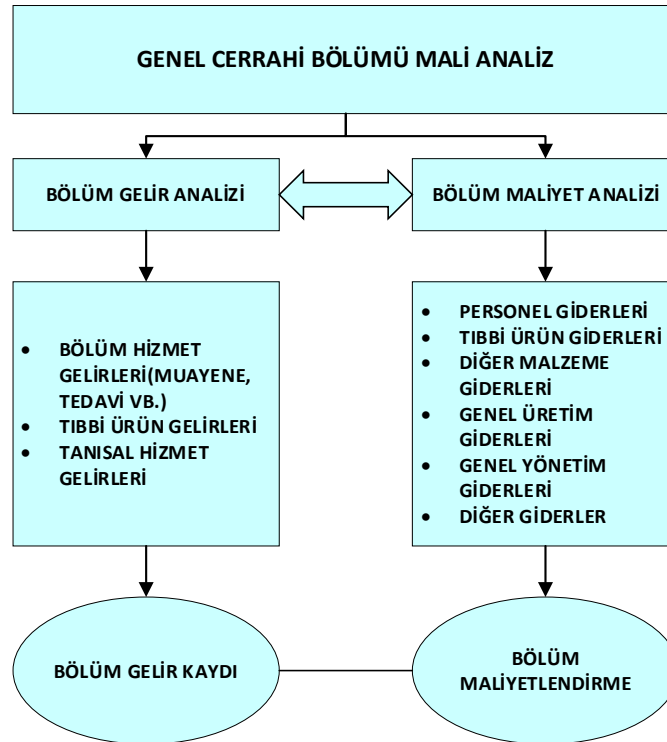 GENEL CERRAHİ BÖLÜMÜ MALİ ANALİZ
BÖLÜM GELİR ANALİZİ
BÖLÜM MALİYET ANALİZİ
• BÖLÜM HİZMET
GELİRLERİ(MUAYENE,
TEDAVİ VB.)
• TIBBİ ÜRÜN GELİRLERİ
• TANISAL HİZMET
GELİRLERİ
• PERSONEL GİDERLERİ
• TIBBİ ÜRÜN GİDERLERİ
• DİĞER MALZEME
GİDERLERİ
• GENEL ÜRETİM
GİDERLERİ
• GENEL YÖNETİM
GİDERLERİ
• DİĞER GİDERLER
BÖLÜM GELİR KAYDI
BÖLÜM
MALİYETLENDİRME